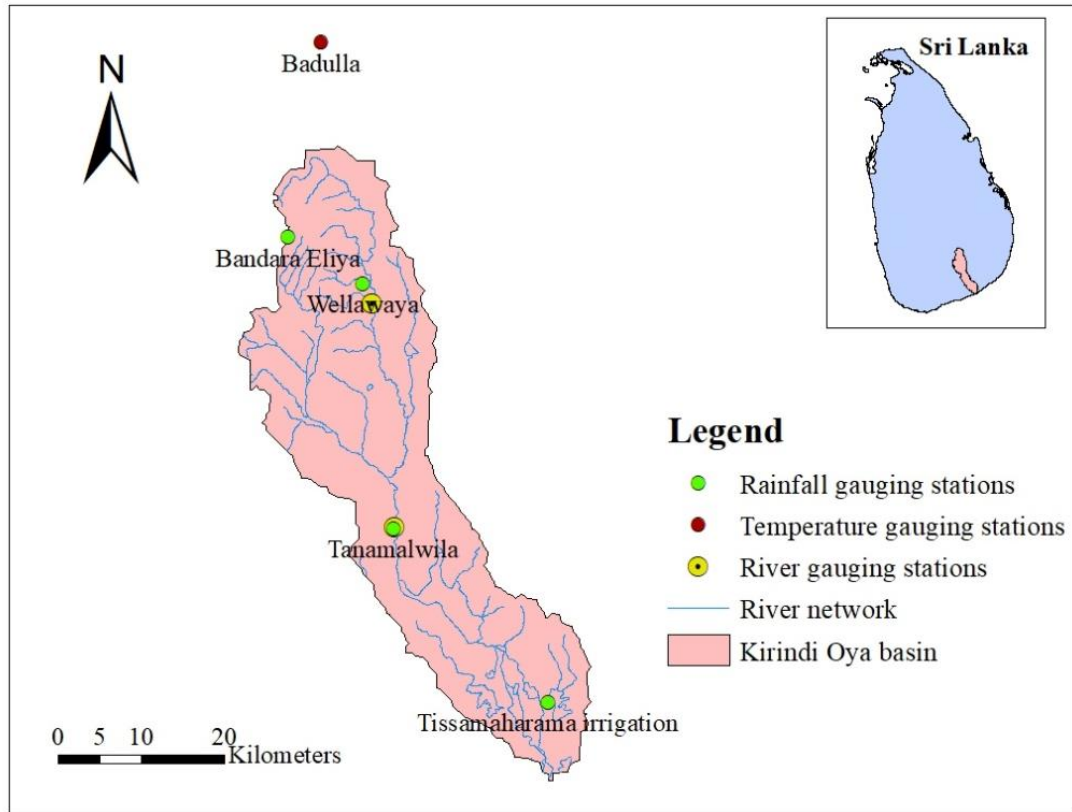 Badulla
N
Sri Lanka
Bandara Eliya
Wellawaya
Tanamalwila
Tissamaharama irrigation
Legend
Rainfall gauging stations
Temperature gauging stations
River gauging stations
River network
Kirindi Oya basin
0 5 10 20
Kilometers